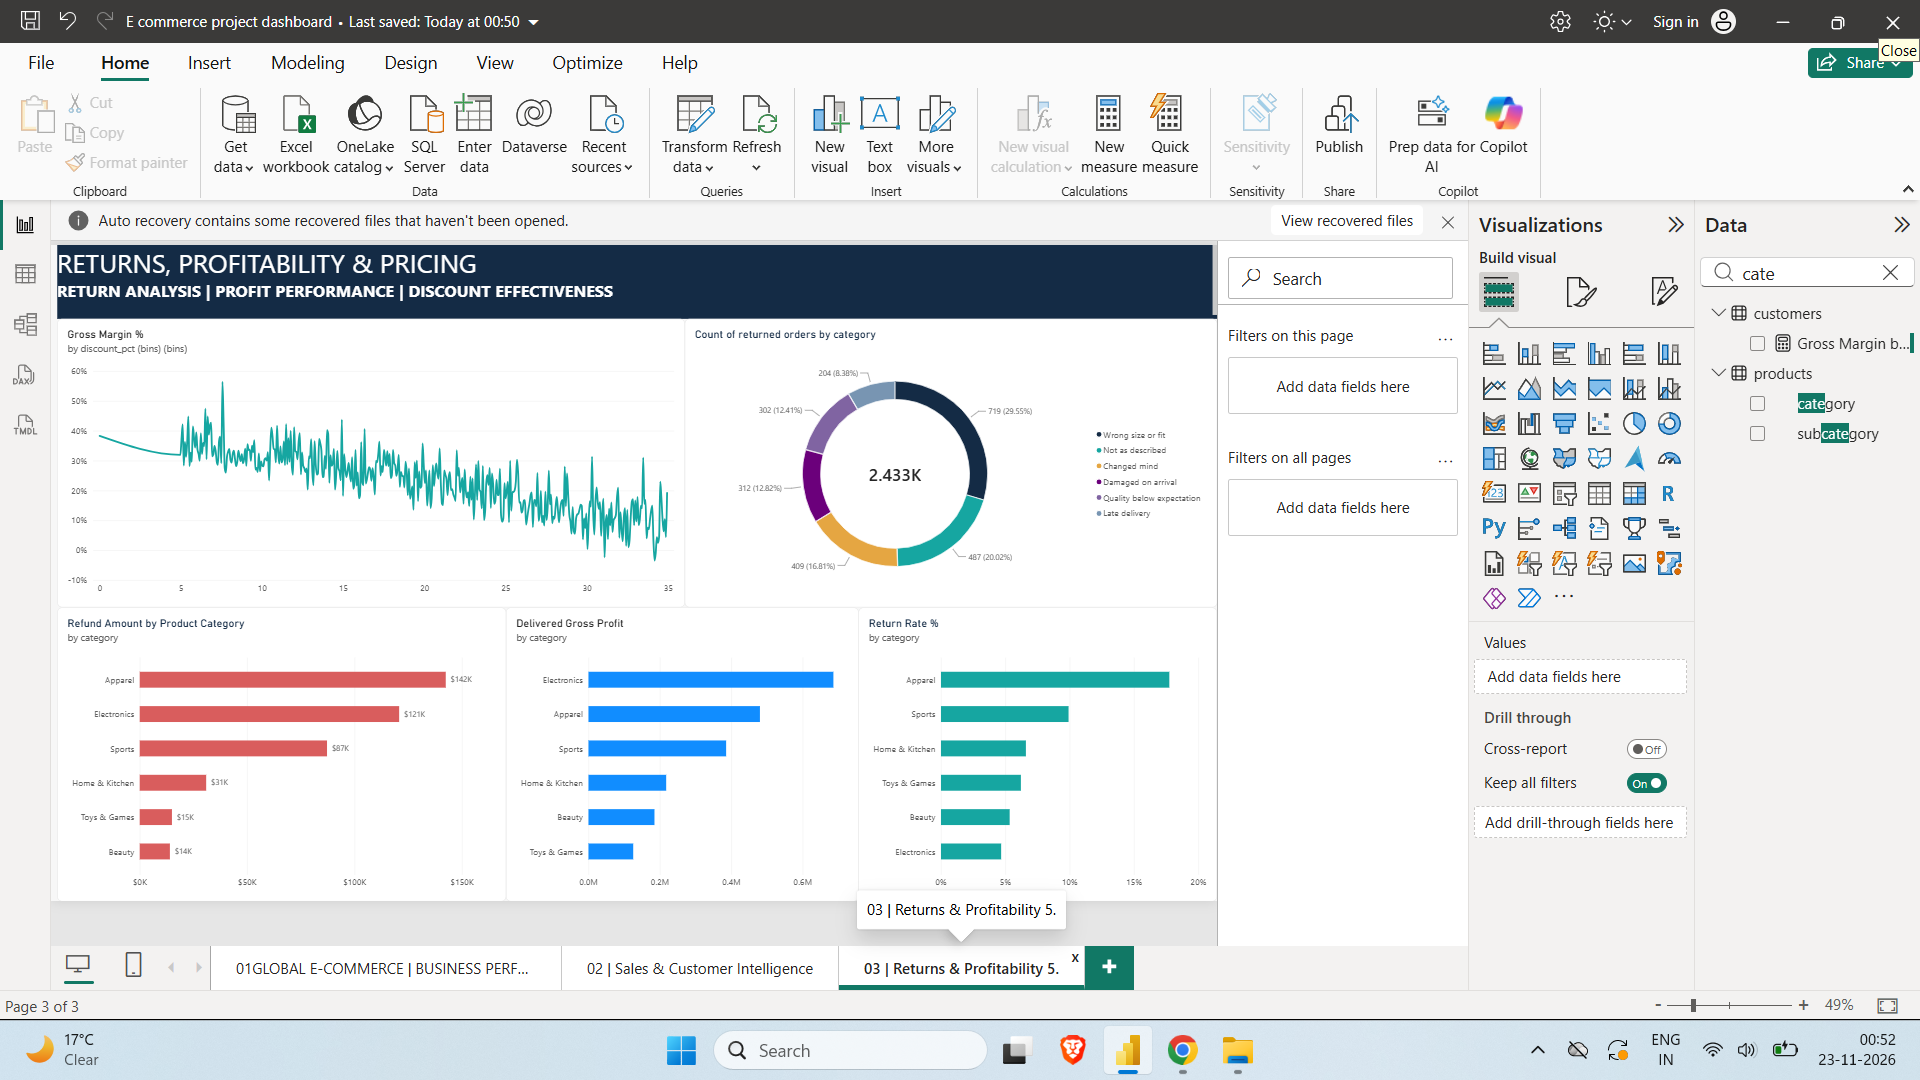 E commerce project dashboard • Last saved: Today at 00:50
Sign in
Close
File Home Insert Modeling Design View Optimize Help
Share
Paste
Cut
Copy
Format painter
Clipboard
Get data
Excel workbook
OneLake catalog
SQL Server
Enter data
Dataverse
Recent sources
Data
Transform data
Refresh
Queries
New visual
Text box
More visuals
Insert
New visual calculation
New measure
Quick measure
Calculations
Sensitivity
Sensitivity
Publish
Share
Prep data for AI
Copilot
Copilot
Auto recovery contains some recovered files that haven't been opened.
View recovered files
RETURNS, PROFITABILITY & PRICING
RETURN ANALYSIS | PROFIT PERFORMANCE | DISCOUNT EFFECTIVENESS
Gross Margin %
by discount_pct (bins) (bins)
60%
50%
40%
30%
20%
10%
0%
-10%
0 5 10 15 20 25 30 35
Count of returned orders by category
204 (8.38%)
302 (12.41%)
719 (29.55%)
2.433K
312 (12.82%)
409 (16.81%)
487 (20.02%)
Wrong size or fit
Not as described
Changed mind
Damaged on arrival
Quality below expectation
Late delivery
Refund Amount by Product Category
by category
Apparel $142K
Electronics $121K
Sports $87K
Home & Kitchen $31K
Toys & Games $15K
Beauty $14K
$0K $50K $100K $150K
Delivered Gross Profit
by category
Electronics
Apparel
Sports
Home & Kitchen
Beauty
Toys & Games
0.0M 0.2M 0.4M 0.6M
Return Rate %
by category
Apparel
Sports
Home & Kitchen
Toys & Games
Beauty
Electronics
0% 5% 10% 15% 20%
03 | Returns & Profitability 5.
Search
Filters on this page
...
Add data fields here
Filters on all pages
...
Add data fields here
Visualizations
Build visual
123
R
Py
...
Values
Add data fields here
Drill through
Cross-report
Off
Keep all filters
On
Add drill-through fields here
Data
cate
customers
Gross Margin b...
products
category
subcategory
DAX
TMDL
01GLOBAL E-COMMERCE | BUSINESS PERF...
02 | Sales & Customer Intelligence
03 | Returns & Profitability 5.
x
Page 3 of 3
- + 49%
17°C
Clear
Search
ENG
IN
00:52
23-11-2026